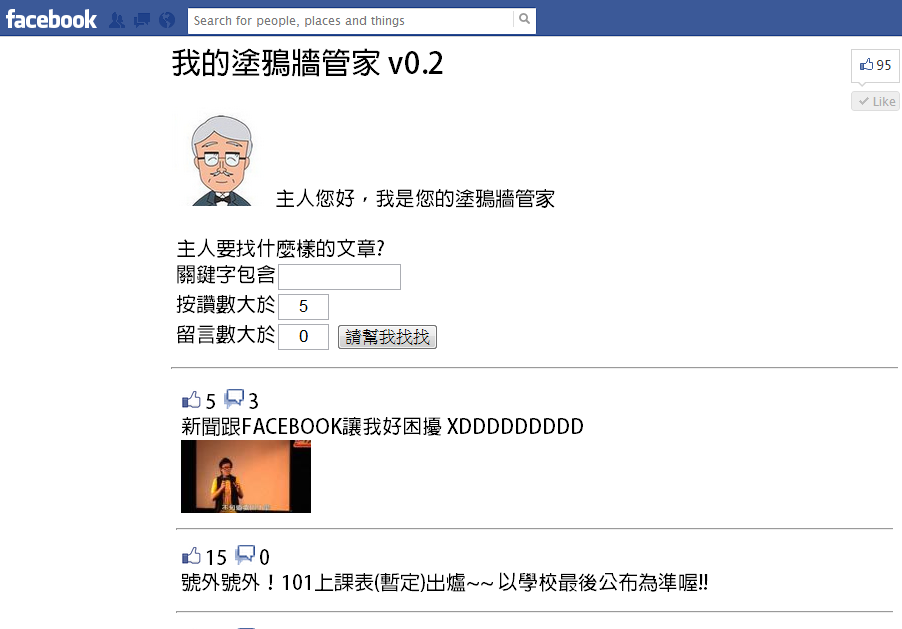 facebook
Search for people, places and things
我的塗鴉牆管家 v0.2
95
Like
主人您好，我是您的塗鴉牆管家
主人要找什麼樣的文章?
關鍵字包含
按讚數大於 5
留言數大於 0 請幫我找找
5 3
新聞跟FACEBOOK讓我好困擾 XDDDDDDDDD
15 0
號外號外！101上課表(暫定)出爐~~ 以學校最後公布為準喔!!